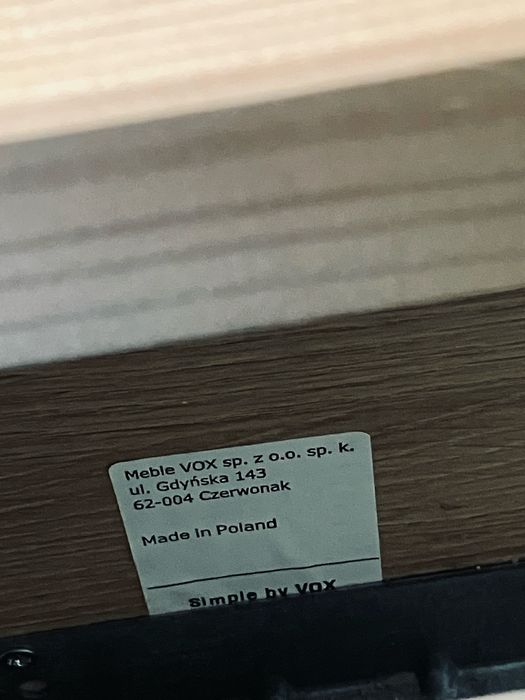 Meble VOX sp. z o.o. sp. k.
ul. Gdyńska 143
62-004 Czerwonak
Made in Poland
Simple by VOX